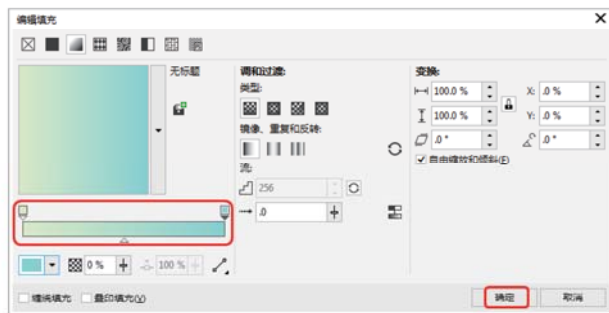 编辑填充
无标题
调和过渡:
类型:
镜像、重复和反转:
流:
256
.0
变换:
100.0 %
X: .0 %
100.0 %
Y: .0 %
.0 °
.0 °
自由缩放和倾斜(F)
0 %
100 %
缠绕填充
叠印填充(V)
确定
取消